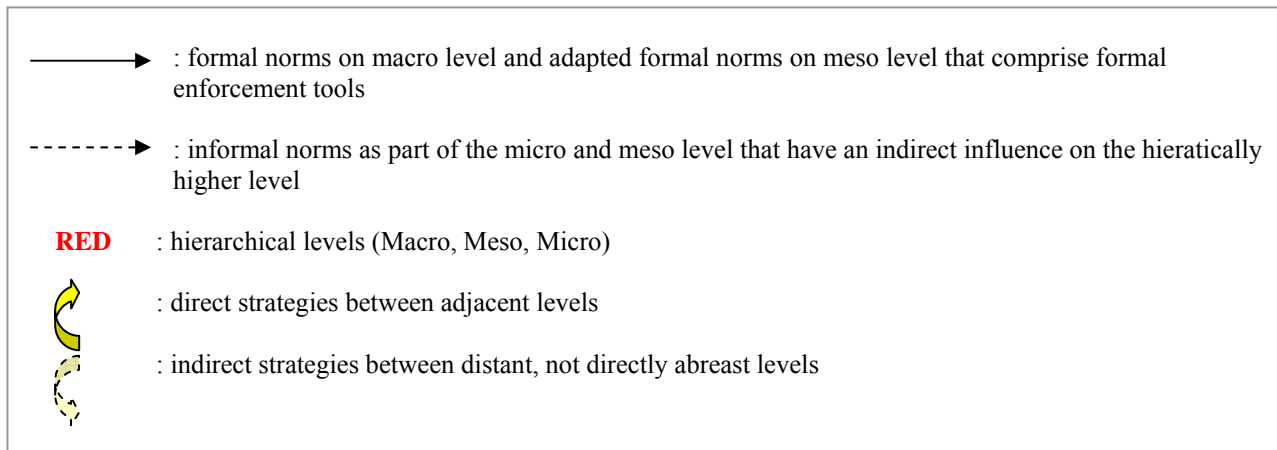 : formal norms on macro level and adapted formal norms on meso level that comprise formal
enforcement tools
: informal norms as part of the micro and meso level that have an indirect influence on the hieratically
higher level
RED : hierarchical levels (Macro, Meso, Micro)
: direct strategies between adjacent levels
: indirect strategies between distant, not directly abreast levels